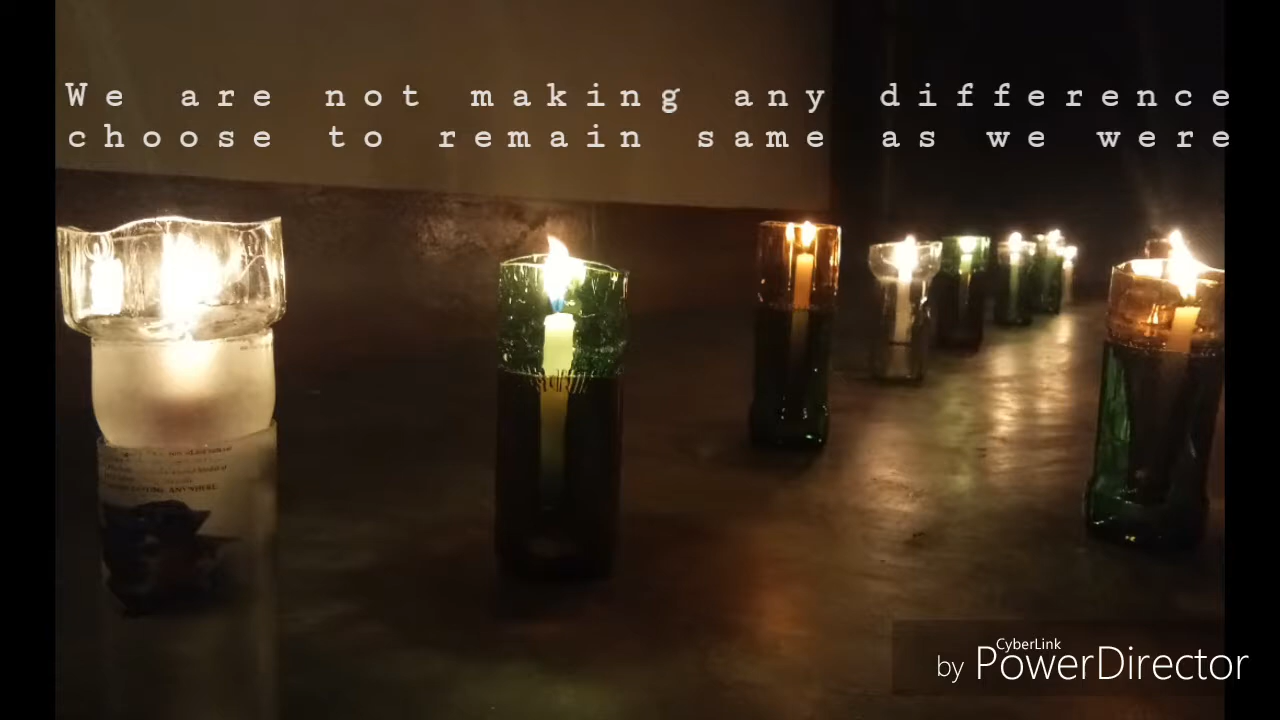 We are not making any difference
choose to remain same as we were
CyberLink
by PowerDirector